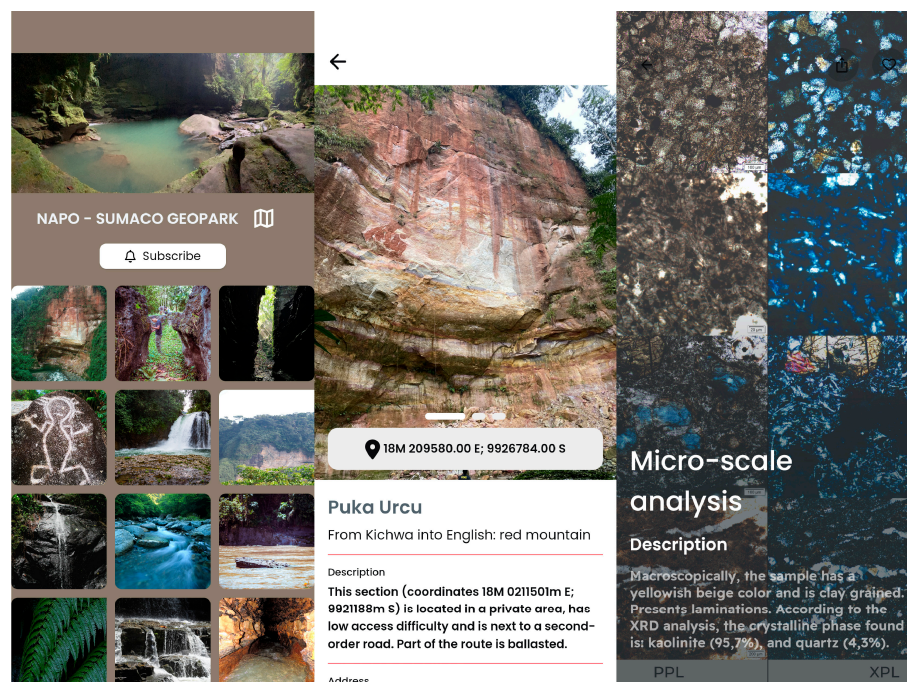 NAPO - SUMACO GEOPARK
Subscribe
18M 209580.00 E; 9926784.00 S
Puka Urcu
From Kichwa into English: red mountain
Description
This section (coordinates 18M 0211501m E;
9921188m S) is located in a private area, has
low access difficulty and is next to a second-
order road. Part of the route is ballasted.
Address
Micro-scale
analysis
Description
Macroscopically, the sample has a
yellowish beige color and is clay grained.
Presents laminations. According to the
XRD analysis, the crystalline phase found
is: kaolinite (95,7%), and quartz (4,3%).
PPL
XPL